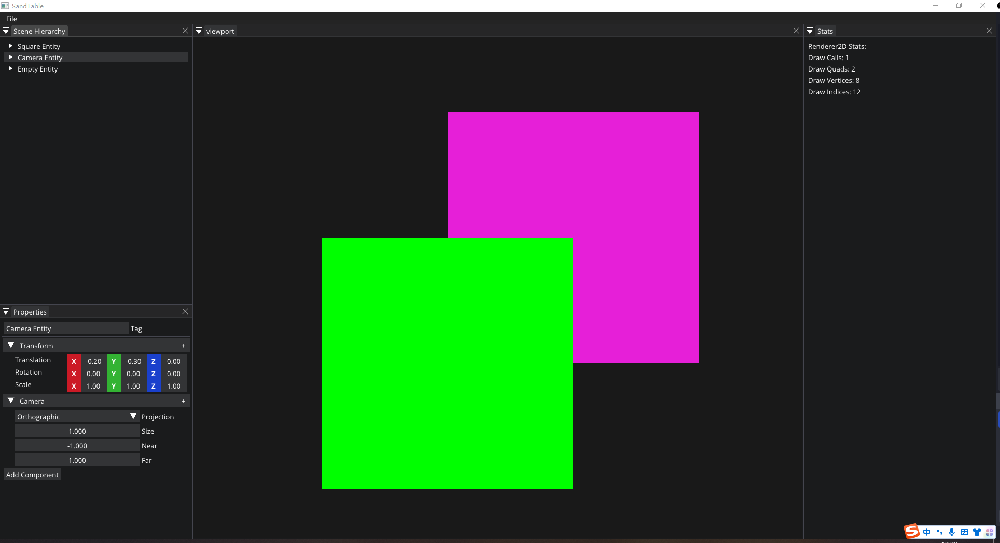 SandTable
File
Scene Hierarchy
Square Entity
Camera Entity
Empty Entity
Properties
Camera Entity Tag
Transform +
Translation X -0.20 Y -0.30 Z 0.00
Rotation X 0.00 Y 0.00 Z 0.00
Scale X 1.00 Y 1.00 Z 1.00
Camera +
Orthographic Projection
1.000 Size
-1.000 Near
1.000 Far
Add Component
viewport
Stats
Renderer2D Stats:
Draw Calls: 1
Draw Quads: 2
Draw Vertices: 8
Draw Indices: 12
S 中